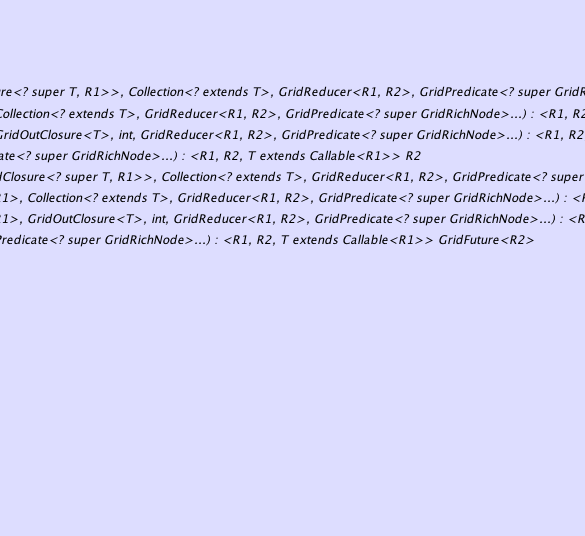 re<? super T, R1>>, Collection<? extends T>, GridReducer<R1, R2>, GridPredicate<? super GridR
Collection<? extends T>, GridReducer<R1, R2>, GridPredicate<? super GridRichNode>...) : <R1, R2
GridOutClosure<T>, int, GridReducer<R1, R2>, GridPredicate<? super GridRichNode>...) : <R1, R2
ate<? super GridRichNode>...) : <R1, R2, T extends Callable<R1>> R2
dClosure<? super T, R1>>, Collection<? extends T>, GridReducer<R1, R2>, GridPredicate<? super
R1>, Collection<? extends T>, GridReducer<R1, R2>, GridPredicate<? super GridRichNode>...) : <R
R1>, GridOutClosure<T>, int, GridReducer<R1, R2>, GridPredicate<? super GridRichNode>...) : <R
Predicate<? super GridRichNode>...) : <R1, R2, T extends Callable<R1>> GridFuture<R2>